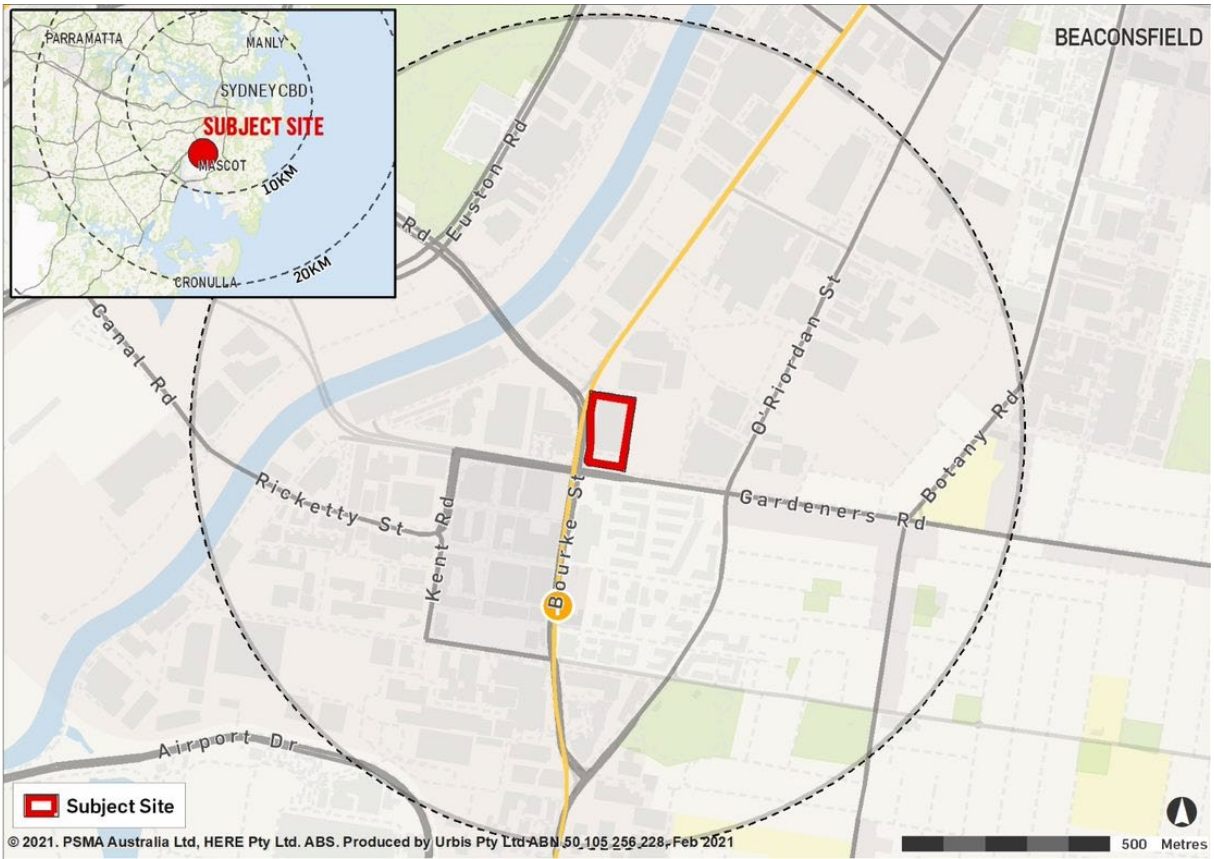 PARRAMATTA
MANLY
SYDNEY CBD
SUBJECT SITE
MASCOT
10KM
20KM
CRONULLA
BEACONSFIELD
Euston Rd
Rd
Canal Rd
O'Riordan St
Botany Rd
Ricketty St
Kent Rd
Bourke St
Gardeners Rd
Airport Dr
Subject Site
© 2021. PSMA Australia Ltd, HERE Pty Ltd. ABS. Produced by Urbis Pty Ltd ABN 50 105 256 228, Feb 2021
500 Metres